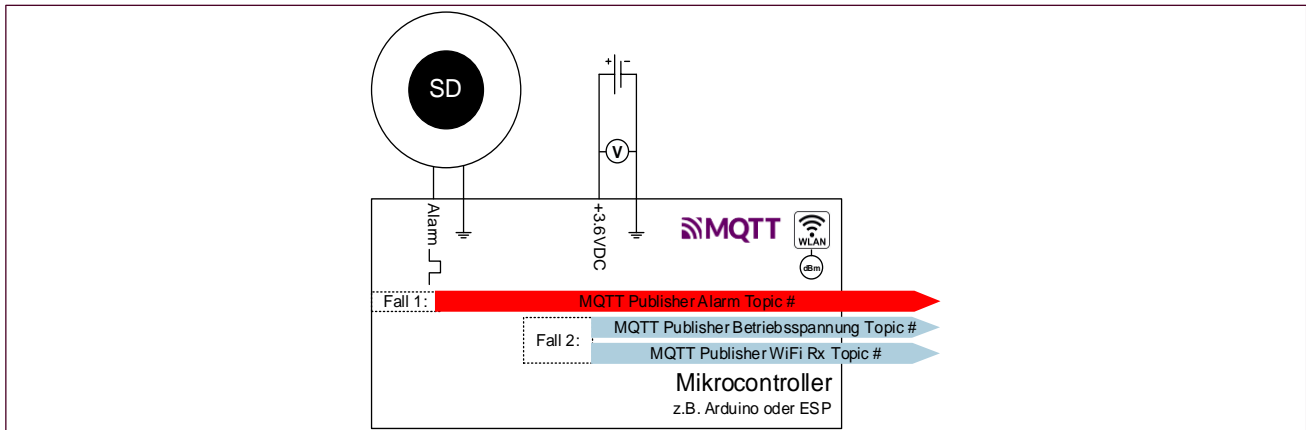 SD
+ -
V
Alarm
+3.6VDC
MQTT
WLAN
dBm
Fall 1:
MQTT Publisher Alarm Topic #
Fall 2:
MQTT Publisher Betriebsspannung Topic #
MQTT Publisher WiFi Rx Topic #
Mikrocontroller
z.B. Arduino oder ESP